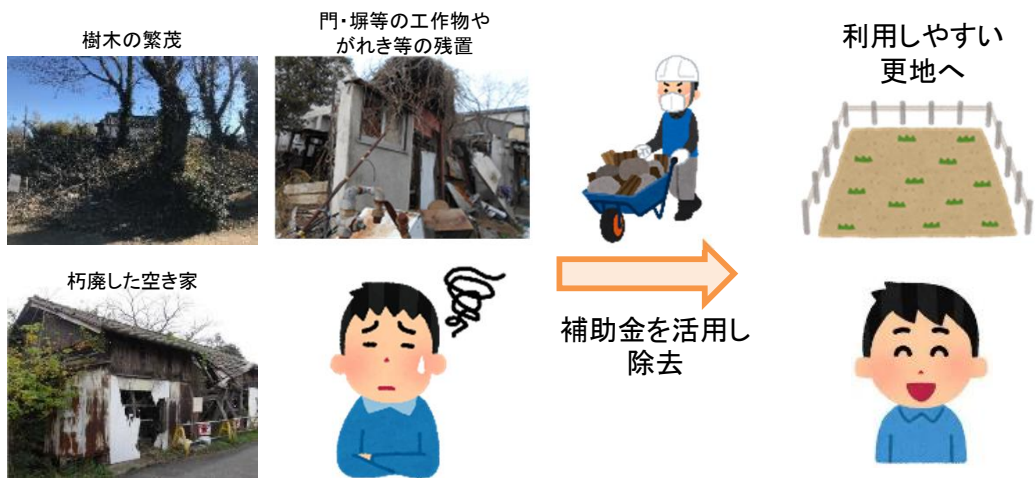 樹木の繁茂
門・塀等の工作物や
がれき等の残置
利用しやすい
更地へ
朽廃した空き家
補助金を活用し
除去